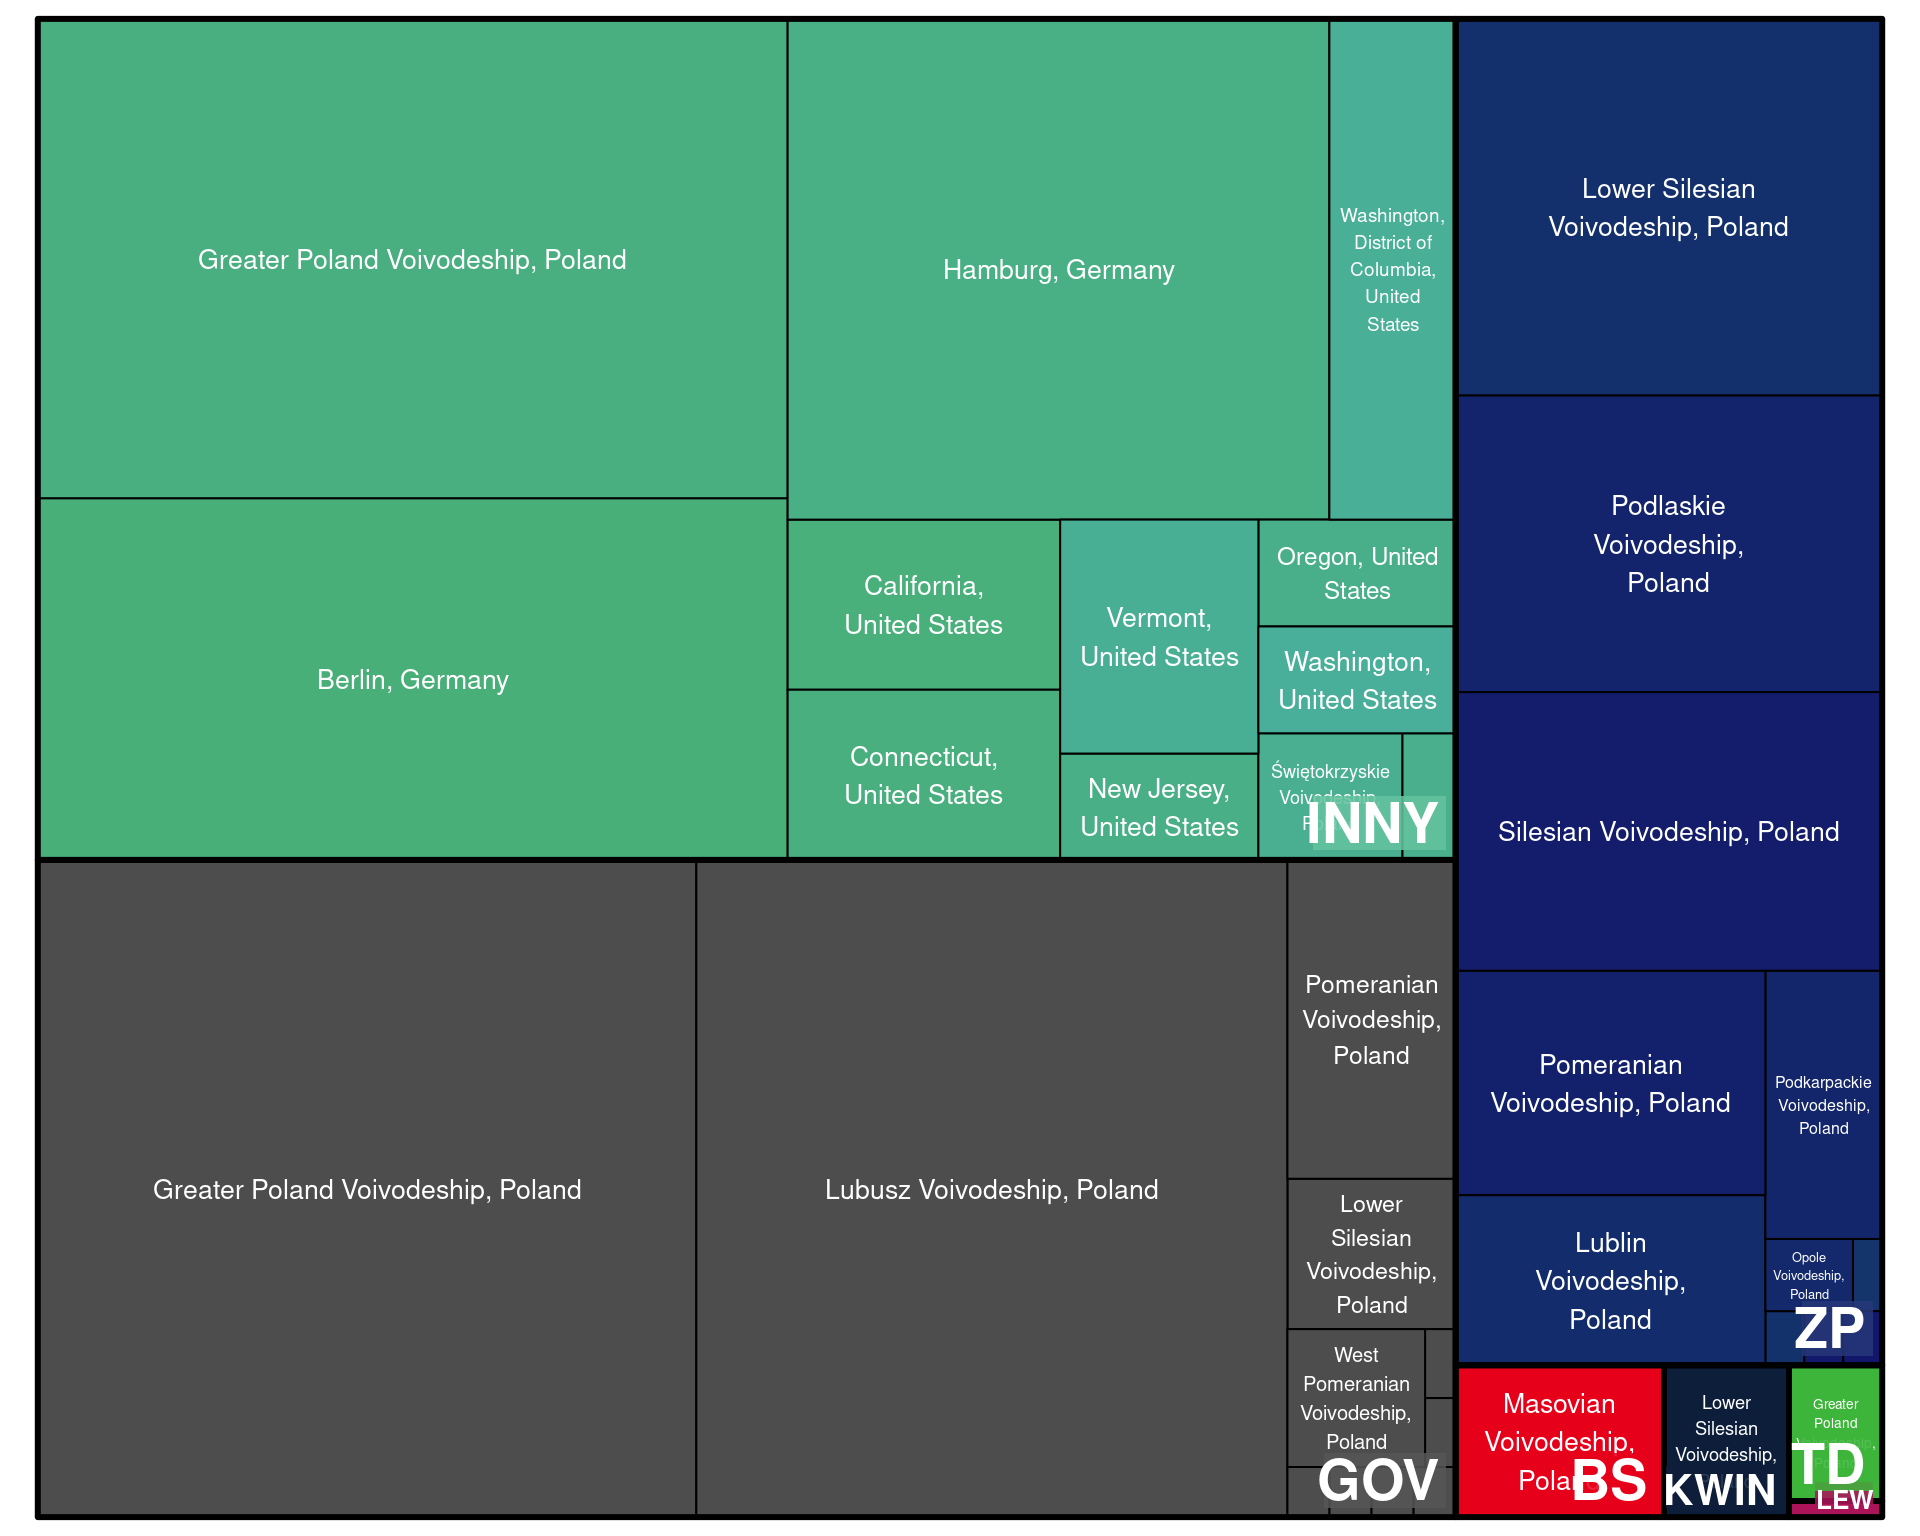 Greater Poland Voivodeship, Poland
Berlin, Germany
Hamburg, Germany
Washington,
District of
Columbia,
United
States
California,
United States
Connecticut,
United States
Vermont,
United States
New Jersey,
United States
Oregon, United
States
Washington,
United States
Świętokrzyskie
Voivodeship,
INNY
Greater Poland Voivodeship, Poland
Lubusz Voivodeship, Poland
Pomeranian
Voivodeship,
Poland
Lower
Silesian
Voivodeship,
Poland
West
Pomeranian
Voivodeship,
Poland
GOV
Lower Silesian
Voivodeship, Poland
Podlaskie
Voivodeship,
Poland
Silesian Voivodeship, Poland
Pomeranian
Voivodeship, Poland
Podkarpackie
Voivodeship,
Poland
Lublin
Voivodeship,
Poland
Opole
Voivodeship,
Poland
ZP
Masovian
Voivodeship,
Poland
BS
Lower
Silesian
Voivodeship,
KWIN
Greater
Poland
TD
LEW